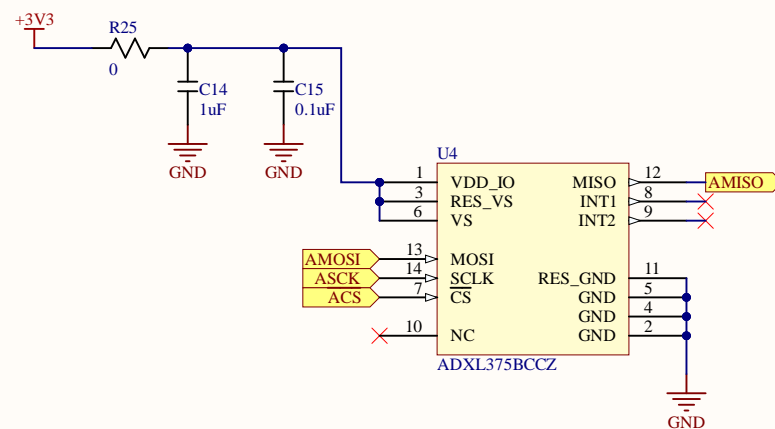 +3V3
R25
0
C14
1uF
C15
0.1uF
GND
GND
U4
1
VDD_IO
3
RES_VS
6
VS
AMOSI
13
MOSI
ASCK
14
SCLK
ACS
7
CS
10
NC
MISO
12
AMISO
INT1
8
INT2
9
RES_GND
11
GND
5
GND
4
GND
2
ADXL375BCCZ
GND